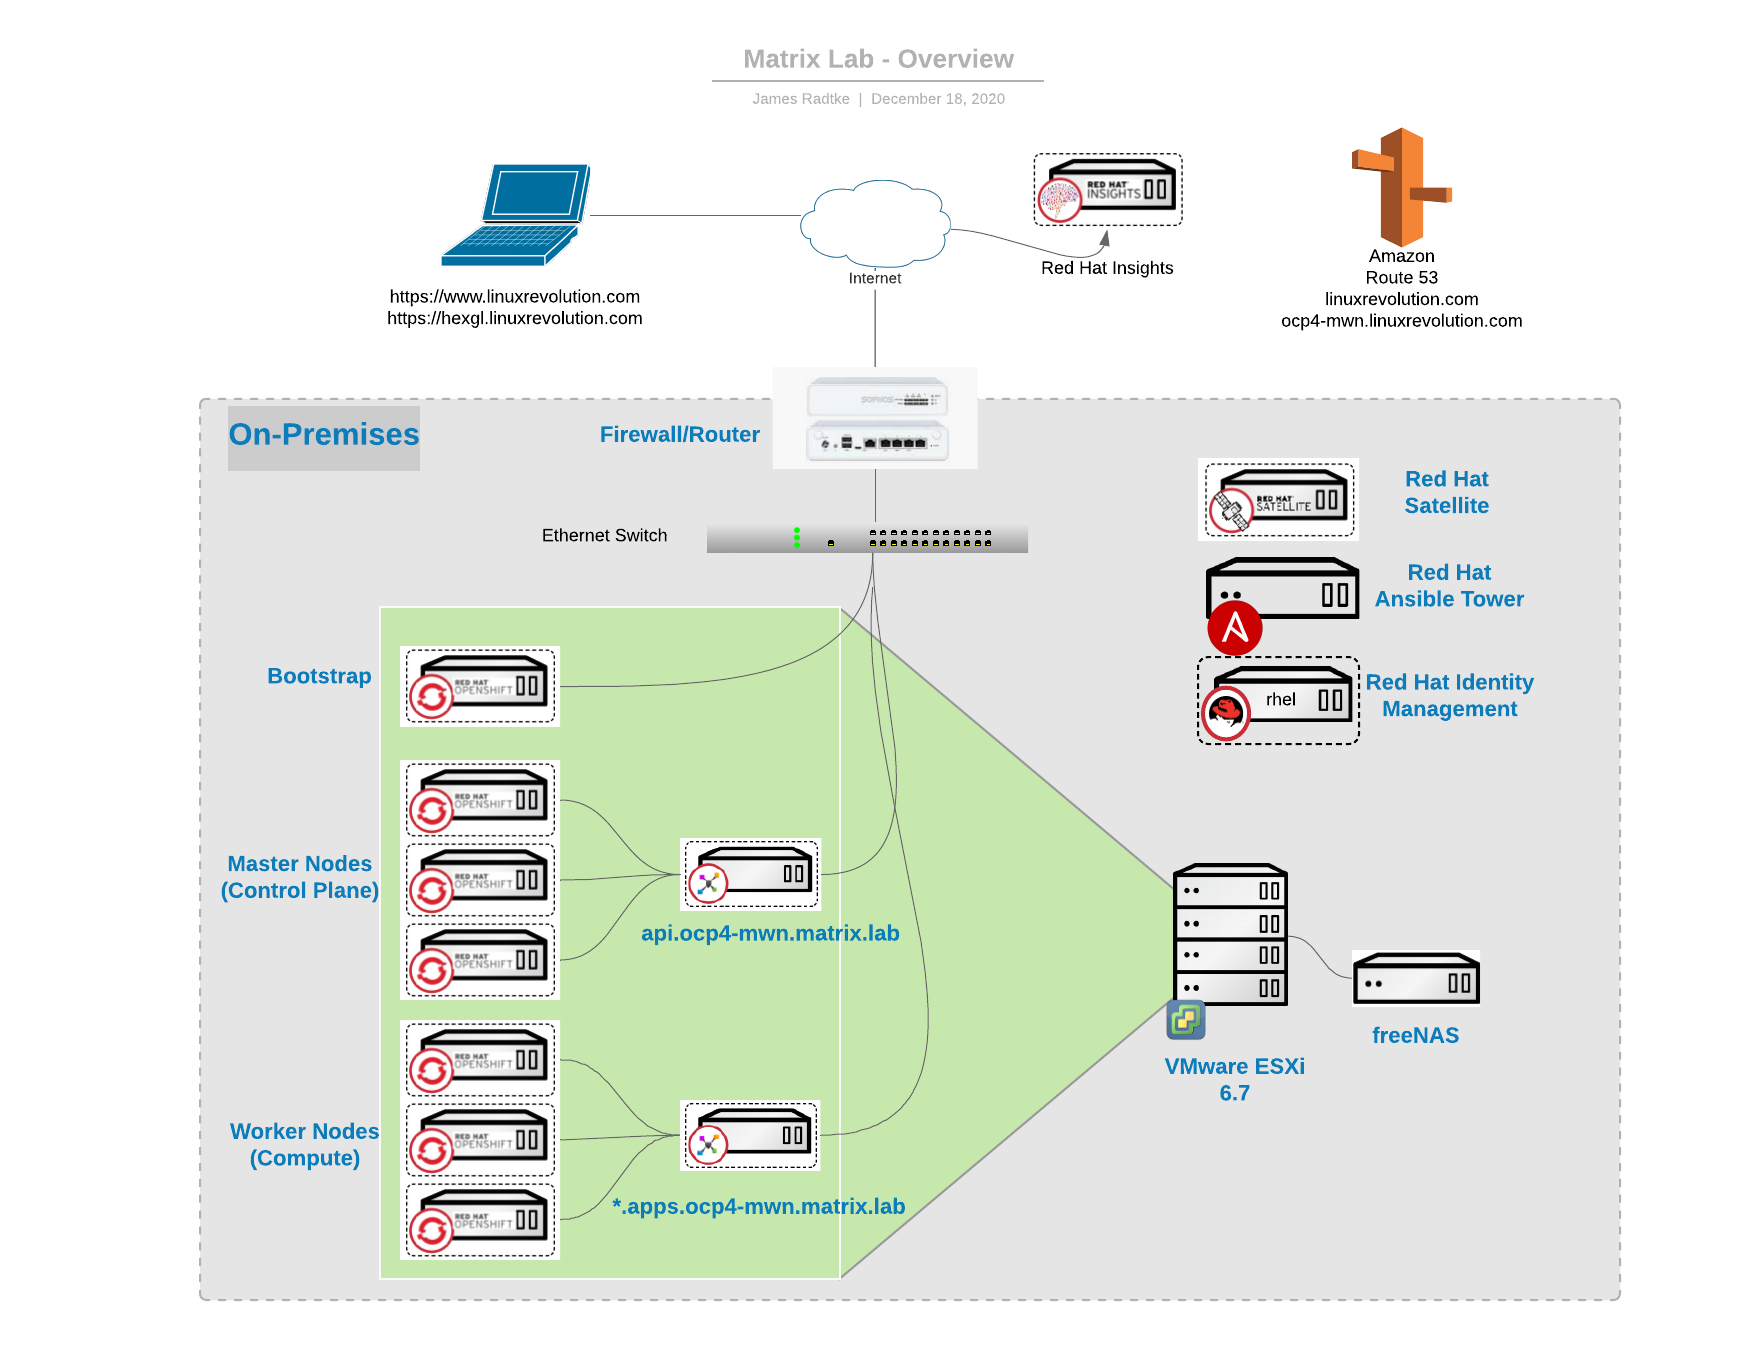 Matrix Lab - Overview
James Radtke | December 18, 2020
RED HAT
INSIGHTS
Red Hat Insights
Internet
https://www.linuxrevolution.com
https://hexgl.linuxrevolution.com
Amazon
Route 53
linuxrevolution.com
ocp4-mwn.linuxrevolution.com
On-Premises
Firewall/Router
SOPHOS
Ethernet Switch
RED HAT
SATELLITE
Red Hat
Satellite
Red Hat
Ansible Tower
rhel
Red Hat Identity
Management
Bootstrap
RED HAT
OPENSHIFT
Master Nodes
(Control Plane)
RED HAT
OPENSHIFT
RED HAT
OPENSHIFT
RED HAT
OPENSHIFT
api.ocp4-mwn.matrix.lab
Worker Nodes
(Compute)
RED HAT
OPENSHIFT
RED HAT
OPENSHIFT
RED HAT
OPENSHIFT
*.apps.ocp4-mwn.matrix.lab
VMware ESXi
6.7
freeNAS